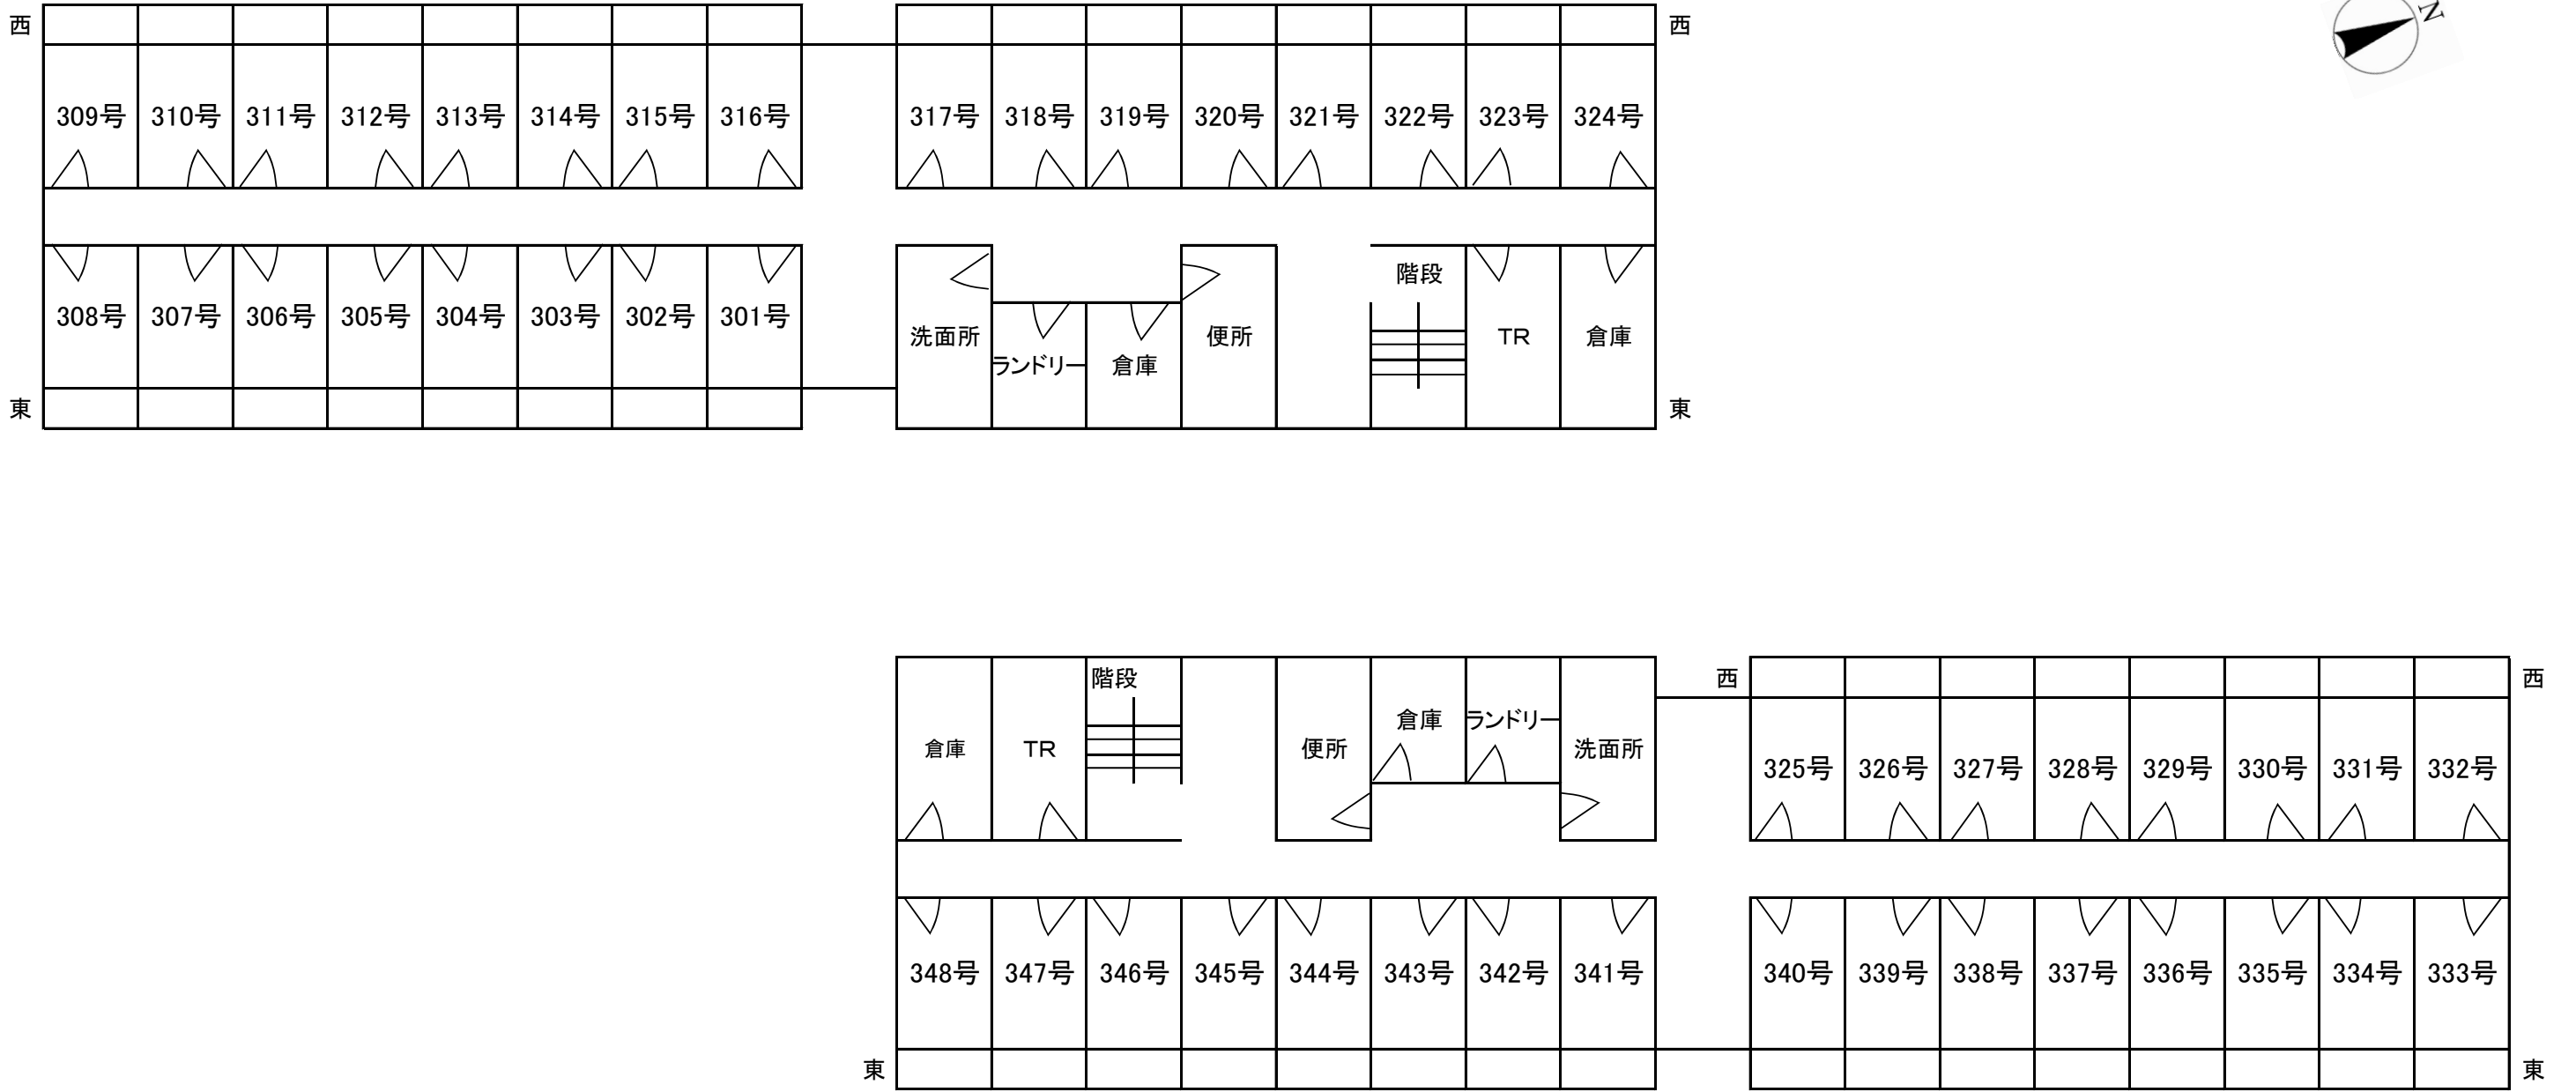 西 西 N
309号 310号 311号 312号 313号 314号 315号 316号 317号 318号 319号 320号 321号 322号 323号 324号
階段
308号 307号 306号 305号 304号 303号 302号 301号 洗面所 便所 TR 倉庫
ランドリー 倉庫
東 東
階段 西 西
倉庫 TR 便所 倉庫 ランドリー 洗面所
325号 326号 327号 328号 329号 330号 331号 332号
348号 347号 346号 345号 344号 343号 342号 341号 340号 339号 338号 337号 336号 335号 334号 333号
東 東